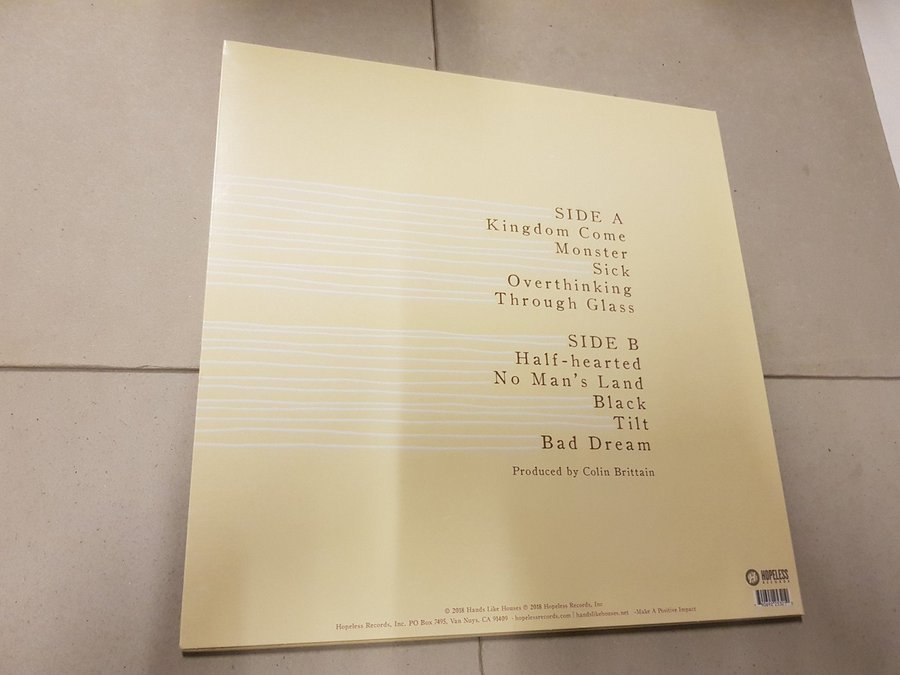 SIDE A
Kingdom Come
Monster
Sick
Overthinking
Through Glass
SIDE B
Half-hearted
No Man's Land
Black
Tilt
Bad Dream
Produced by Colin Brittain
HOPELESS
RECORDS
© 2018 Hands Like Houses © 2018 Hopeless Records, Inc
Hopeless Records, Inc. PO Box 7495, Van Nuys, CA 91409 - hopelessrecords.com | handslikehouses.net -Make A Positive Impact